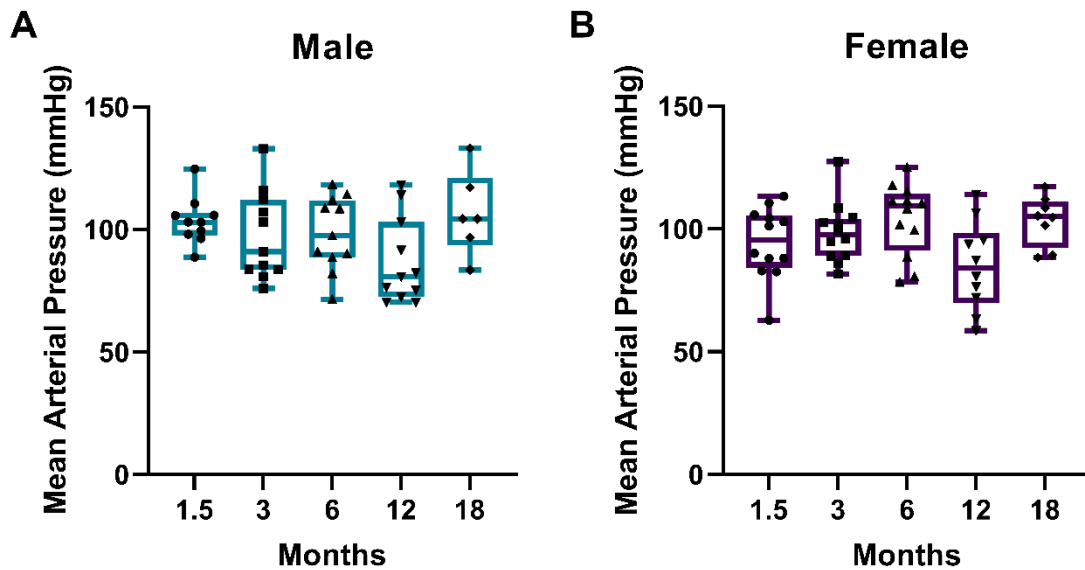 A
Male
Mean Arterial Pressure (mmHg)
150
100
50
0
1.5 3 6 12 18
Months
B
Female
Mean Arterial Pressure (mmHg)
150
100
50
0
1.5 3 6 12 18
Months